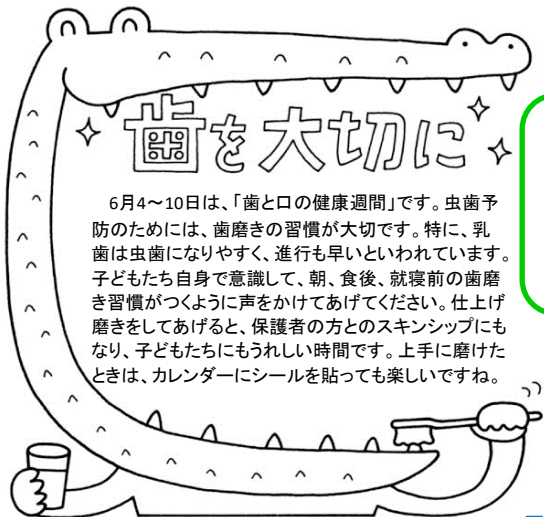 歯を大切に
6月4～10日は、「歯と口の健康週間」です。虫歯予
防のためには、歯磨きの習慣が大切です。特に、乳
歯は虫歯になりやすく、進行も早いといわれています。
子どもたち自身で意識して、朝、食後、就寝前の歯磨
き習慣がつくように声をかけてあげてください。仕上げ
磨きをしてあげると、保護者の方とのスキンシップにも
なり、子どもたちにもうれしい時間です。上手に磨けた
ときは、カレンダーにシールを貼っても楽しいですね。